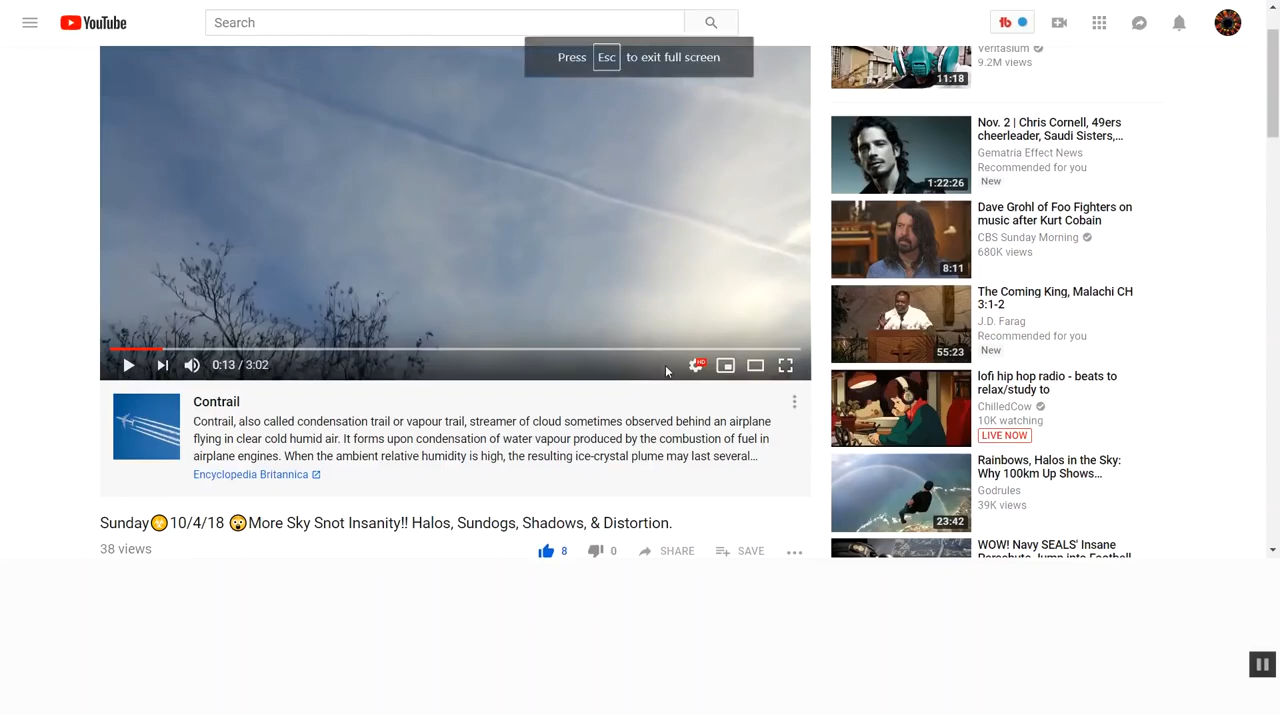 YouTube
Search
tb
Press Esc to exit full screen
0:13 / 3:02
HD
Contrail
Contrail, also called condensation trail or vapour trail, streamer of cloud sometimes observed behind an airplane
flying in clear cold humid air. It forms upon condensation of water vapour produced by the combustion of fuel in
airplane engines. When the ambient relative humidity is high, the resulting ice-crystal plume may last several...
Encyclopedia Britannica
Sunday🌞10/4/18 😲More Sky Snot Insanity!! Halos, Sundogs, Shadows, & Distortion.
38 views
8
0
SHARE
SAVE
Veritasium
9.2M views
11:18
Nov. 2 | Chris Cornell, 49ers
cheerleader, Saudi Sisters,...
Gematria Effect News
Recommended for you
New
1:22:26
Dave Grohl of Foo Fighters on
music after Kurt Cobain
CBS Sunday Morning
680K views
8:11
The Coming King, Malachi CH
3:1-2
J.D. Farag
Recommended for you
New
55:23
lofi hip hop radio - beats to
relax/study to
ChilledCow
10K watching
LIVE NOW
Rainbows, Halos in the Sky:
Why 100km Up Shows...
Godrules
39K views
23:42
WOW! Navy SEALS' Insane
Parachute Jump into Football